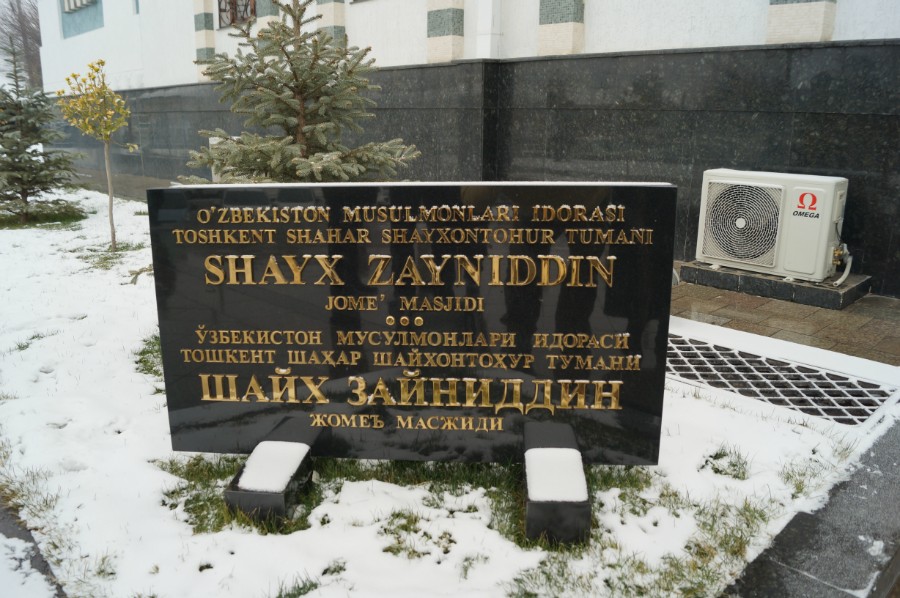 O'ZBEKISTON MUSULMONLARI IDORASI
TOSHKENT SHAHAR SHAYXONTOHUR TUMANI
SHAYX ZAYNIDDIN
JOME' MASJIDI
ЎЗБЕКИСТОН МУСУЛМОНЛАРИ ИДОРАСИ
ТОШКЕНТ ШАХАР ШАЙХОНТОХУР ТУМАНИ
ШАЙХ ЗАЙНИДДИН
ЖОМЕЪ МАСЖИДИ
Ω
OMEGA